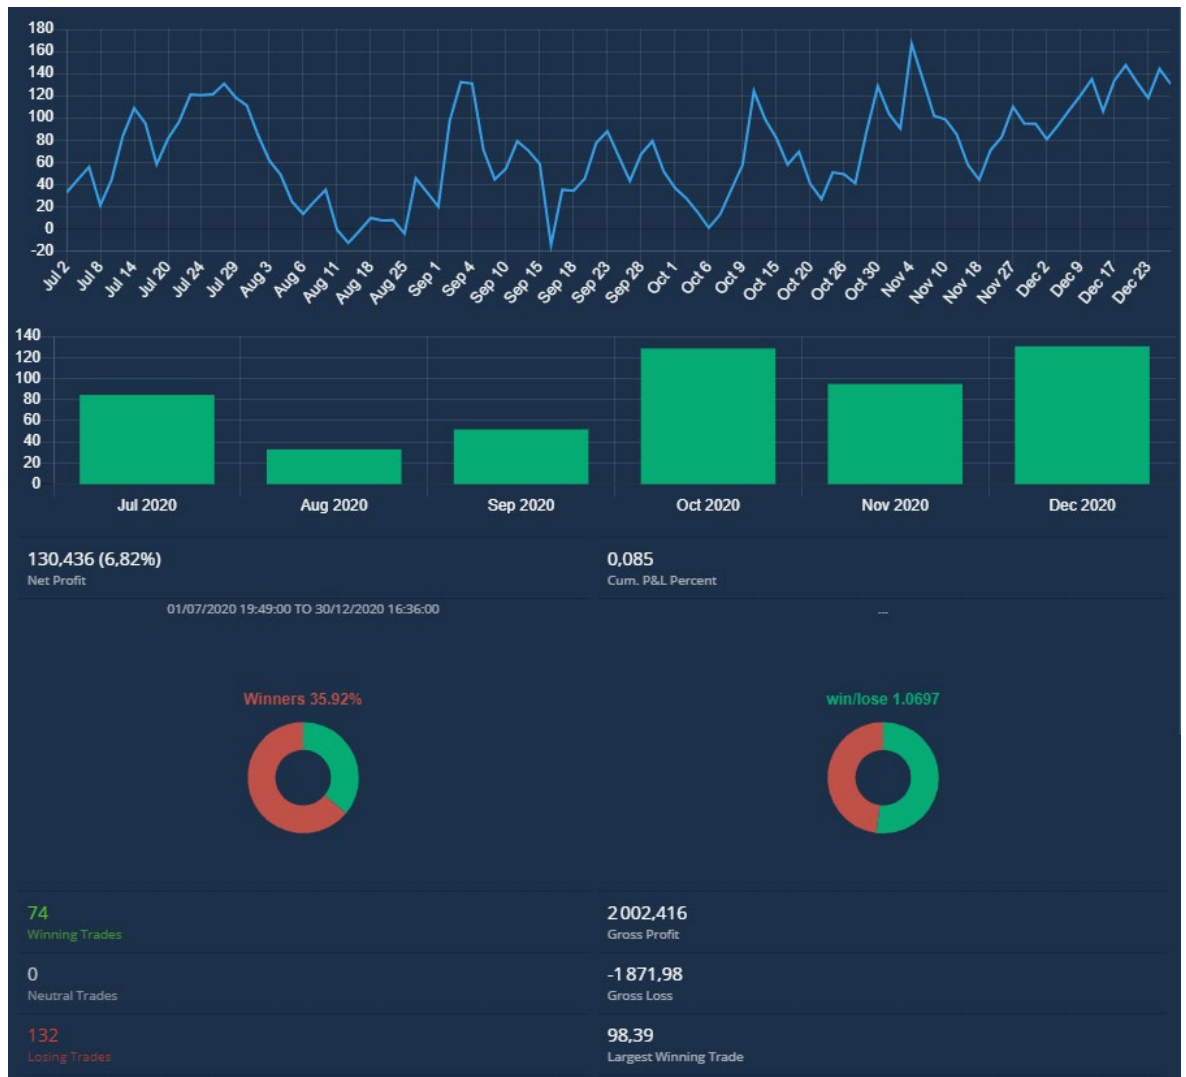 180
160
140
120
100
80
60
40
20
0
-20
Jul 2 Jul 8 Jul 14 Jul 20 Jul 24 Jul 29 Aug 3 Aug 6 Aug 11 Aug 18 Aug 25 Sep 1 Sep 4 Sep 10 Sep 15 Sep 18 Sep 23 Sep 28 Oct 1 Oct 6 Oct 9 Oct 15 Oct 20 Oct 26 Oct 30 Nov 4 Nov 10 Nov 18 Nov 27 Dec 2 Dec 9 Dec 17 Dec 23
140
120
100
80
60
40
20
0
Jul 2020 Aug 2020 Sep 2020 Oct 2020 Nov 2020 Dec 2020
130,436 (6,82%)
Net Profit
0,085
Cum. P&L Percent
01/07/2020 19:49:00 TO 30/12/2020 16:36:00
---
Winners 35.92%
win/lose 1.0697
74
Winning Trades
2 002,416
Gross Profit
0
Neutral Trades
-1 871,98
Gross Loss
132
Losing Trades
98,39
Largest Winning Trade